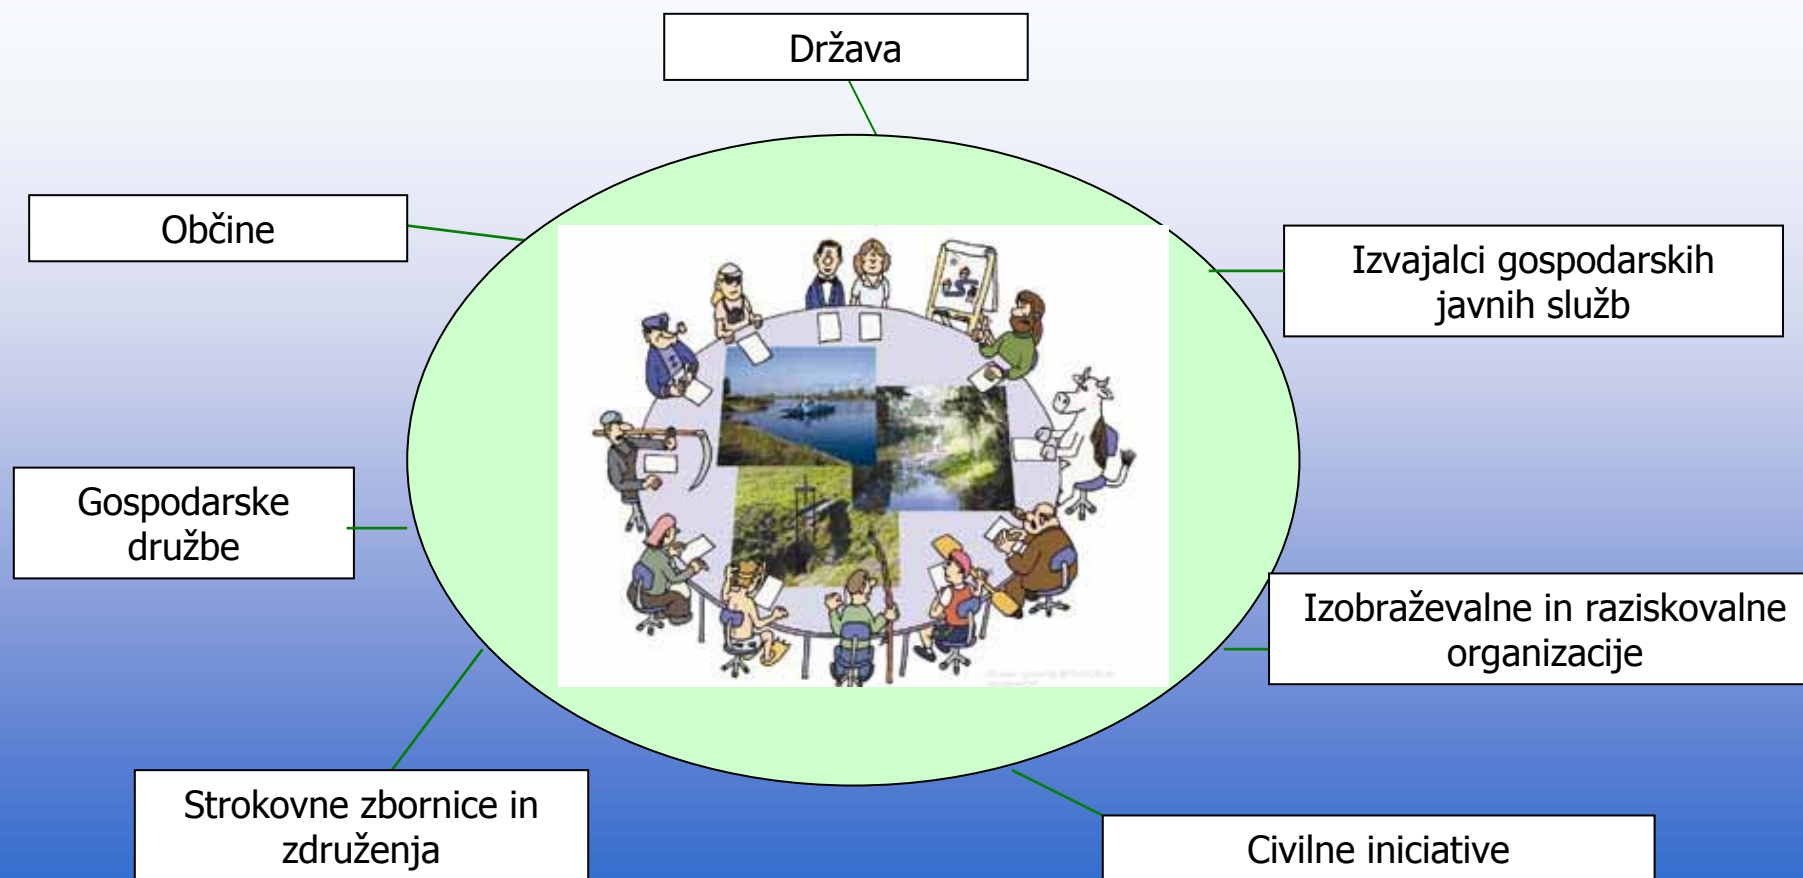 Država
Občine
Izvajalci gospodarskih
javnih služb
Gospodarske
družbe
Izobraževalne in raziskovalne
organizacije
Strokovne zbornice in
združenja
Civilne iniciative